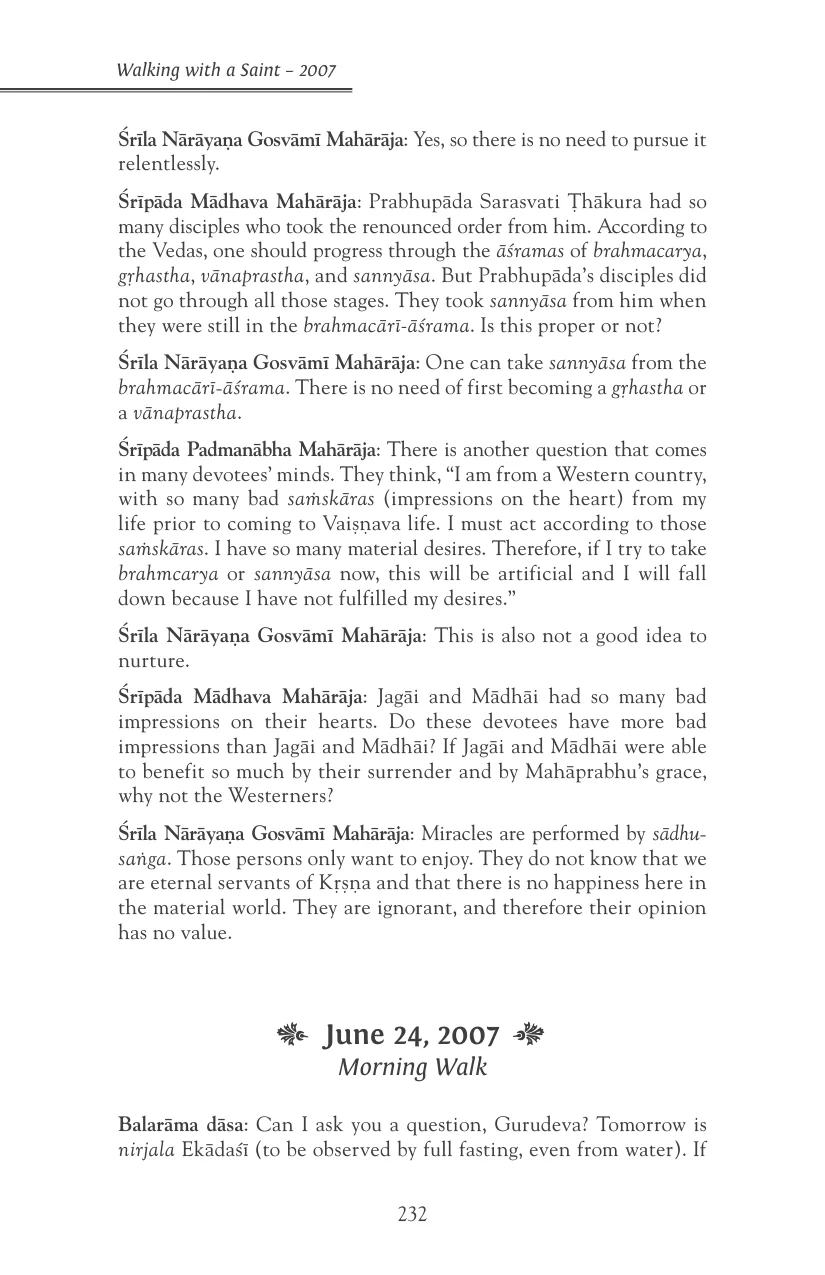 Walking with a Saint – 2007
Śrīla Nārāyaṇa Gosvāmī Mahārāja: Yes, so there is no need to pursue it
relentlessly.
Śrīpāda Mādhava Mahārāja: Prabhupāda Sarasvati Ṭhākura had so
many disciples who took the renounced order from him. According to
the Vedas, one should progress through the āśramas of brahmacarya,
gṛhastha, vānaprastha, and sannyāsa. But Prabhupāda’s disciples did
not go through all those stages. They took sannyāsa from him when
they were still in the brahmacārī-āśrama. Is this proper or not?
Śrīla Nārāyaṇa Gosvāmī Mahārāja: One can take sannyāsa from the
brahmacārī-āśrama. There is no need of first becoming a gṛhastha or
a vānaprastha.
Śrīpāda Padmanābha Mahārāja: There is another question that comes
in many devotees’ minds. They think, “I am from a Western country,
with so many bad saṁskāras (impressions on the heart) from my
life prior to coming to Vaiṣṇava life. I must act according to those
saṁskāras. I have so many material desires. Therefore, if I try to take
brahmcarya or sannyāsa now, this will be artificial and I will fall
down because I have not fulfilled my desires.”
Śrīla Nārāyaṇa Gosvāmī Mahārāja: This is also not a good idea to
nurture.
Śrīpāda Mādhava Mahārāja: Jagāi and Mādhāi had so many bad
impressions on their hearts. Do these devotees have more bad
impressions than Jagāi and Mādhāi? If Jagāi and Mādhāi were able
to benefit so much by their surrender and by Mahāprabhu’s grace,
why not the Westerners?
Śrīla Nārāyaṇa Gosvāmī Mahārāja: Miracles are performed by sādhu-
saṅga. Those persons only want to enjoy. They do not know that we
are eternal servants of Kṛṣṇa and that there is no happiness here in
the material world. They are ignorant, and therefore their opinion
has no value.
June 24, 2007
Morning Walk
Balarāma dāsa: Can I ask you a question, Gurudeva? Tomorrow is
nirjala Ekādaśī (to be observed by full fasting, even from water). If
232